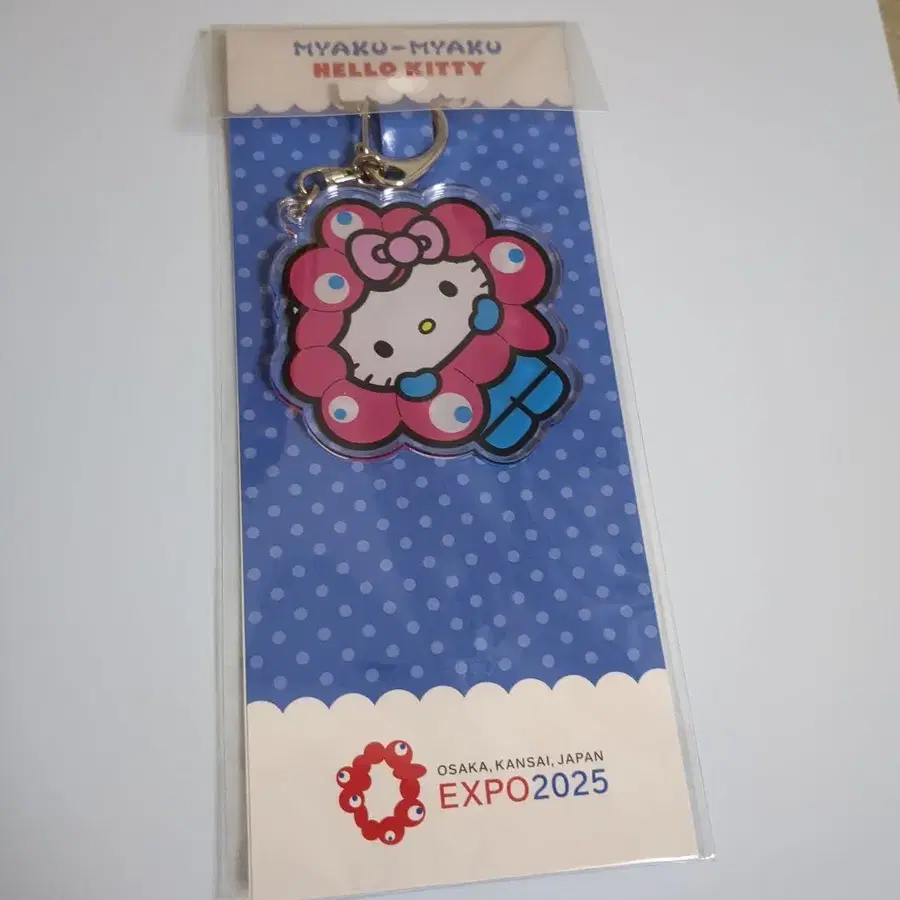 MYAKU-MYAKU
HELLO KITTY
OSAKA, KANSAI, JAPAN
EXPO2025